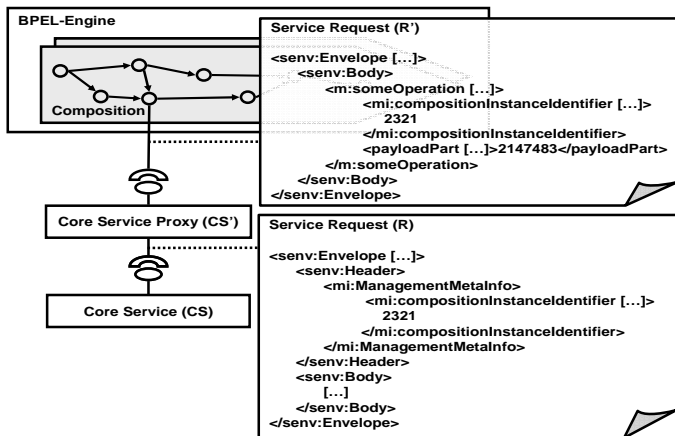 BPEL-Engine
Composition
Core Service Proxy (CS’)
Core Service (CS)
Service Request (R’)
<senv:Envelope [...]>
<senv:Body>
<m:someOperation [...]>
<mi:compositionInstanceIdentifier [...]>
2321
</mi:compositionInstanceIdentifier>
<payloadPart [...]>2147483</payloadPart>
</m:someOperation>
</senv:Body>
</senv:Envelope>
Service Request (R)
<senv:Envelope [...]>
<senv:Header>
<mi:ManagementMetaInfo>
<mi:compositionInstanceIdentifier [...]>
2321
</mi:compositionInstanceIdentifier>
</mi:ManagementMetaInfo>
</senv:Header>
<senv:Body>
[...]
</senv:Body>
</senv:Envelope>